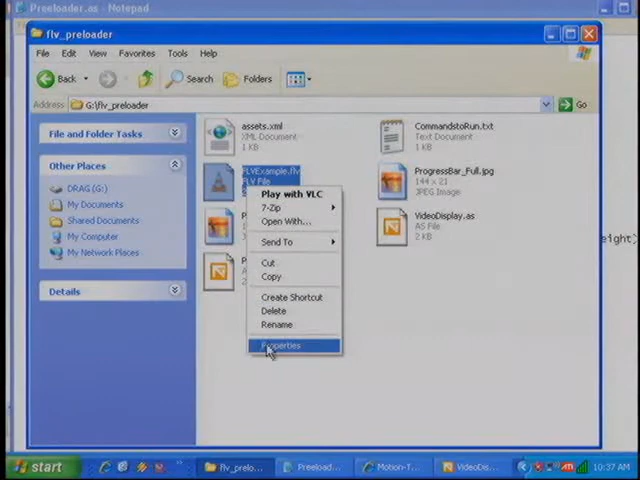 Preeloader.as - Notepad
flv_preloader
File Edit View Favorites Tools Help
Back Search Folders
Address G:\flv_preloader Go
File and Folder Tasks
Other Places
DRAG (G:)
My Documents
Shared Documents
My Computer
My Network Places
Details
assets.xml
XML Document
1 KB
CommandstoRun.txt
Text Document
1 KB
FLVExample.flv
FLV File
ProgressBar_Full.jpg
144 x 21
JPEG Image
VideoDisplay.as
AS File
2 KB
P
P
Play with VLC
7-Zip
Open With...
Send To
Cut
Copy
Create Shortcut
Delete
Rename
Properties
eight)
start
flv_prelo...
Preeload...
Motion-T...
VideoDis...
10:37 AM